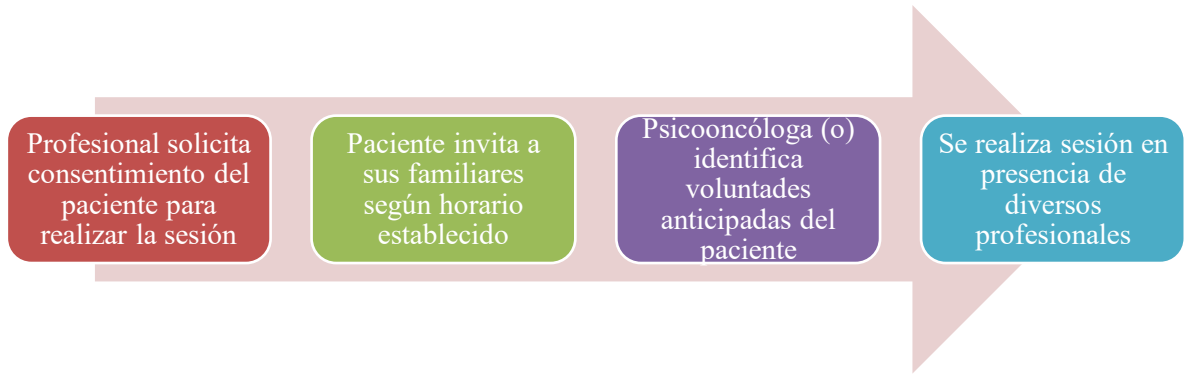 Profesional solicita
consentimiento del
paciente para
realizar la sesión
Paciente invita a
sus familiares
según horario
establecido
Psicooncóloga (o)
identifica
voluntades
anticipadas del
paciente
Se realiza sesión en
presencia de
diversos
profesionales